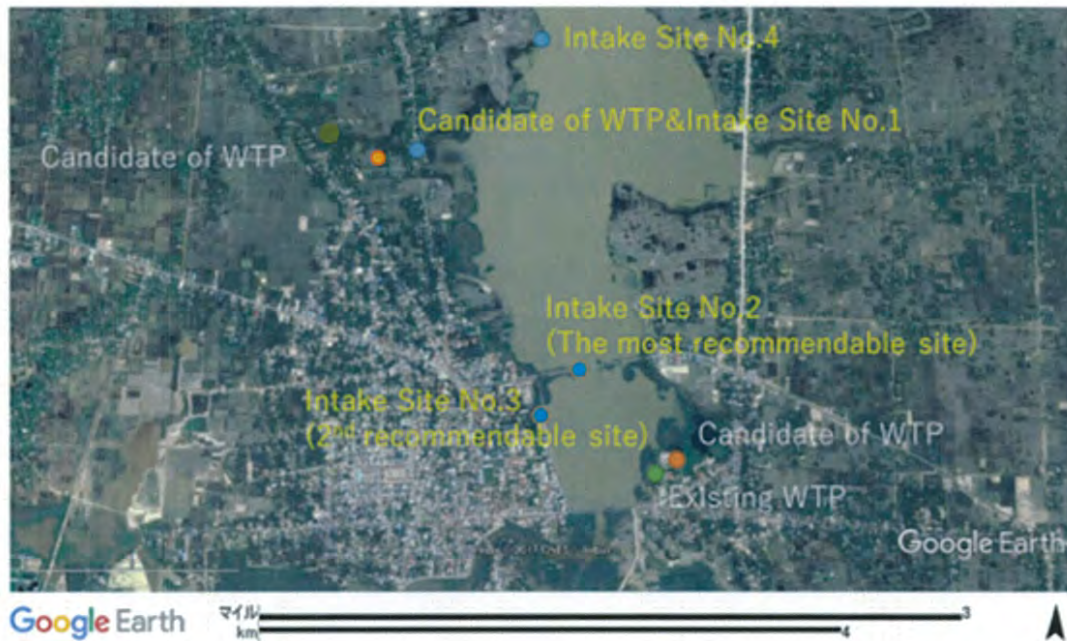 Intake Site No.4
Candidate of WTP&Intake Site No.1
Candidate of WTP
Intake Site No.2
(The most recommendable site)
Intake Site No.3
(2nd recommendable site)
Candidate of WTP
Existing WTP
Google Earth
Google Earth
マイル
3
km
4